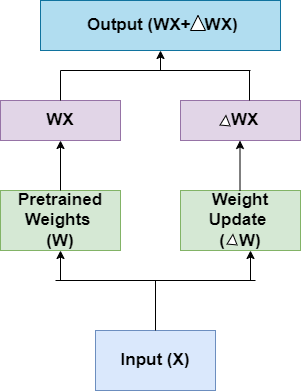 Output (WX+△WX)
WX
△WX
Pretrained
Weights
(W)
Weight
Update
(△W)
Input (X)